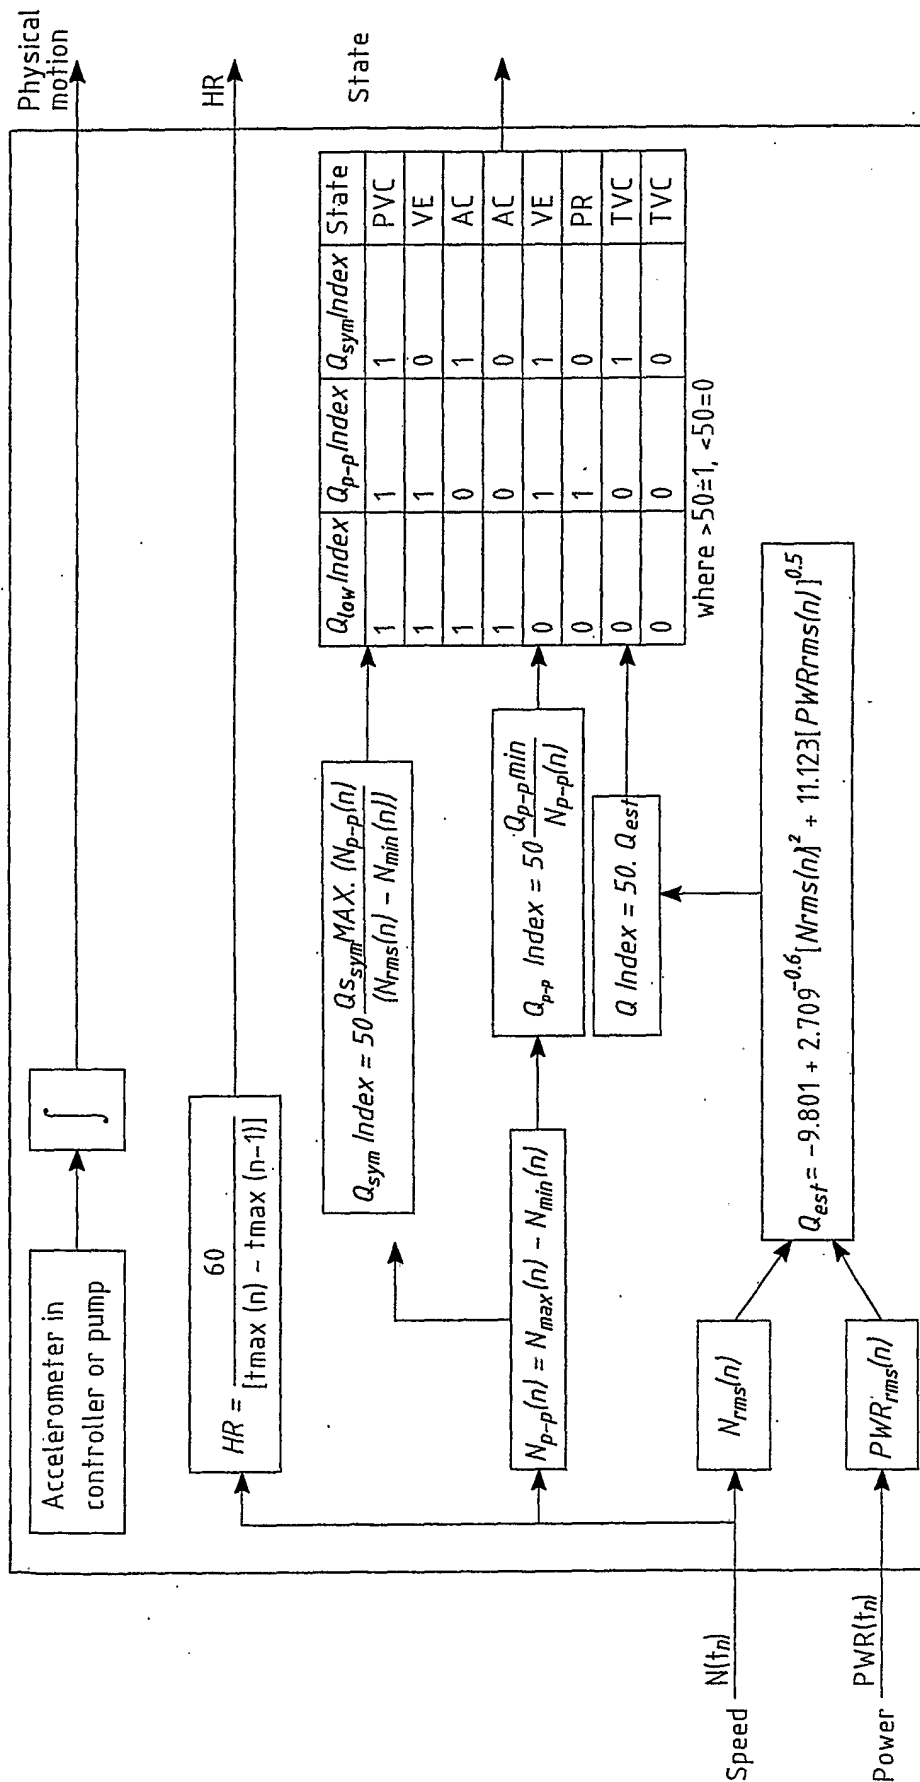 Physical
motion
HR
State
Accelerometer in
controller or pump
∫
HR = 60 / [tmax (n) – tmax (n–1)]
Q_sym Index = 50 Qs_sym MAX. (N_p-p(n) / (N_rms(n) – N_min(n))
N_p-p(n) = N_max(n) – N_min(n)
Q_p-p Index = 50 Q_p-p min / N_p-p(n)
Q Index = 50. Q_est
N_rms(n)
PWR_rms(n)
Q_est = –9.801 + 2.709^-0.6 [Nrms(n)]^2 + 11.123[PWRrms(n)]^0.5
Q_low Index Q_p-p Index Q_sym Index State
1 1 1 PVC
1 1 0 VE
1 0 1 AC
1 0 0 AC
0 1 1 VE
0 1 0 PR
0 0 1 TVC
0 0 0 TVC
where >50=1, <50=0
Speed N(tn)
Power PWR(tn)